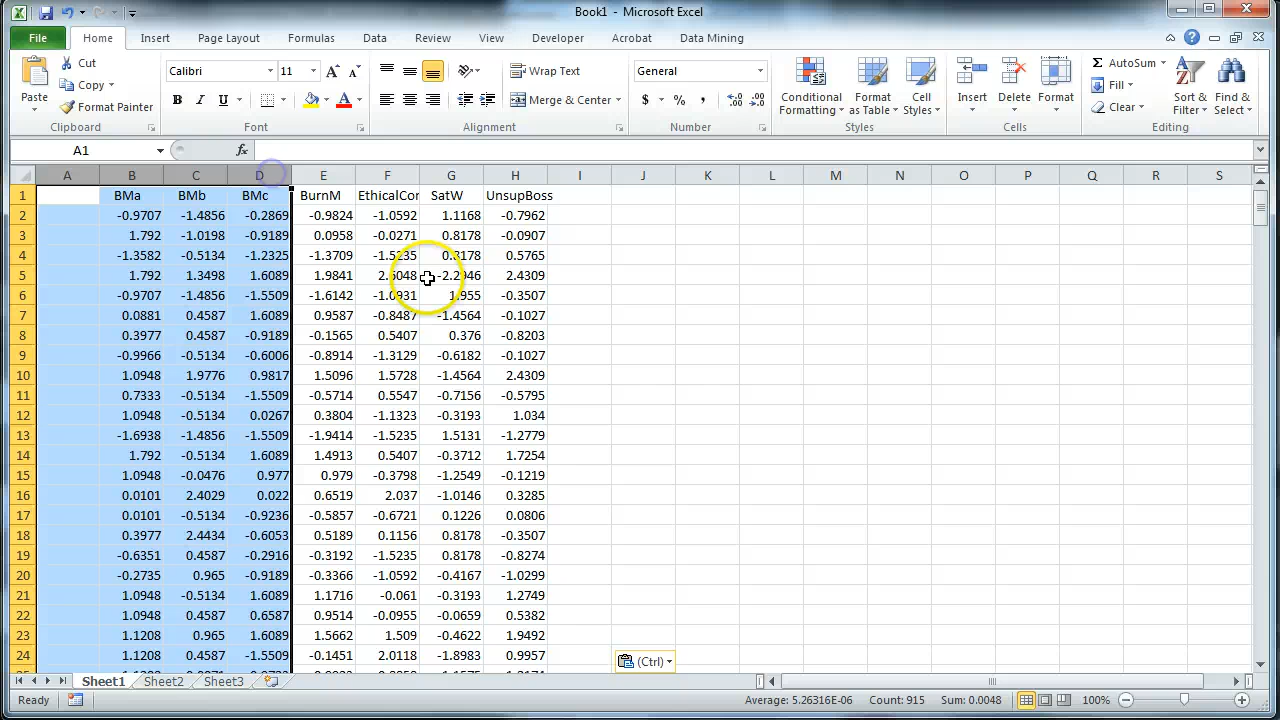 Book1 - Microsoft Excel
File Home Insert Page Layout Formulas Data Review View Developer Acrobat Data Mining
Cut Calibri 11 Wrap Text General AutoSum
Copy Fill
Paste Format Painter B I U Merge & Center $ % , Conditional Formatting Format as Table Cell Styles Insert Delete Format Clear Sort & Filter Find & Select
Clipboard Font Alignment Number Styles Cells Editing
A1 fx
A B C D E F G H I J K L M N O P Q R S
1 BMa BMb BMc BurnM EthicalCor SatW UnsupBoss
2 -0.9707 -1.4856 -0.2869 -0.9824 -1.0592 1.1168 -0.7962
3 1.792 -1.0198 -0.9189 0.0958 -0.0271 0.8178 -0.0907
4 -1.3582 -0.5134 -1.2325 -1.3709 -1.5235 0.8178 0.5765
5 1.792 1.3498 1.6089 1.9841 2.6048 -2.2946 2.4309
6 -0.9707 -1.4856 -1.5509 -1.6142 -1.0931 1.955 -0.3507
7 0.0881 0.4587 1.6089 0.9587 -0.8487 -1.4564 -0.1027
8 0.3977 0.4587 -0.9189 -0.1565 0.5407 0.376 -0.8203
9 -0.9966 -0.5134 -0.6006 -0.8914 -1.3129 -0.6182 -0.1027
10 1.0948 1.9776 0.9817 1.5096 1.5728 -1.4564 2.4309
11 0.7333 -0.5134 -1.5509 -0.5714 0.5547 -0.7156 -0.5795
12 1.0948 -0.5134 0.0267 0.3804 -1.1323 -0.3193 1.034
13 -1.6938 -1.4856 -1.5509 -1.9414 -1.5235 1.5131 -1.2779
14 1.792 -0.5134 1.6089 1.4913 0.5407 -0.3712 1.7254
15 1.0948 -0.0476 0.977 0.979 -0.3798 -1.2549 -0.1219
16 0.0101 2.4029 0.022 0.6519 2.037 -1.0146 0.3285
17 0.0101 -0.5134 -0.9236 -0.5857 -0.6721 0.1226 0.0806
18 0.3977 2.4434 -0.6053 0.5189 0.1156 0.8178 -0.3507
19 -0.6351 0.4587 -0.2916 -0.3192 -1.5235 0.8178 -0.8274
20 -0.2735 0.965 -0.9189 -0.3366 -1.0592 -0.4167 -1.0299
21 1.0948 -0.5134 1.6089 1.1716 -0.061 -0.3193 1.2749
22 1.0948 0.4587 0.6587 0.9514 -0.0955 -0.0659 0.5382
23 1.1208 0.965 1.6089 1.5662 1.509 -0.4622 1.9492
24 1.1208 0.4587 -1.5509 -0.1451 2.0118 -1.8983 0.9957
(Ctrl)
Sheet1 Sheet2 Sheet3
Ready Average: 5.26316E-06 Count: 915 Sum: 0.0048 100%